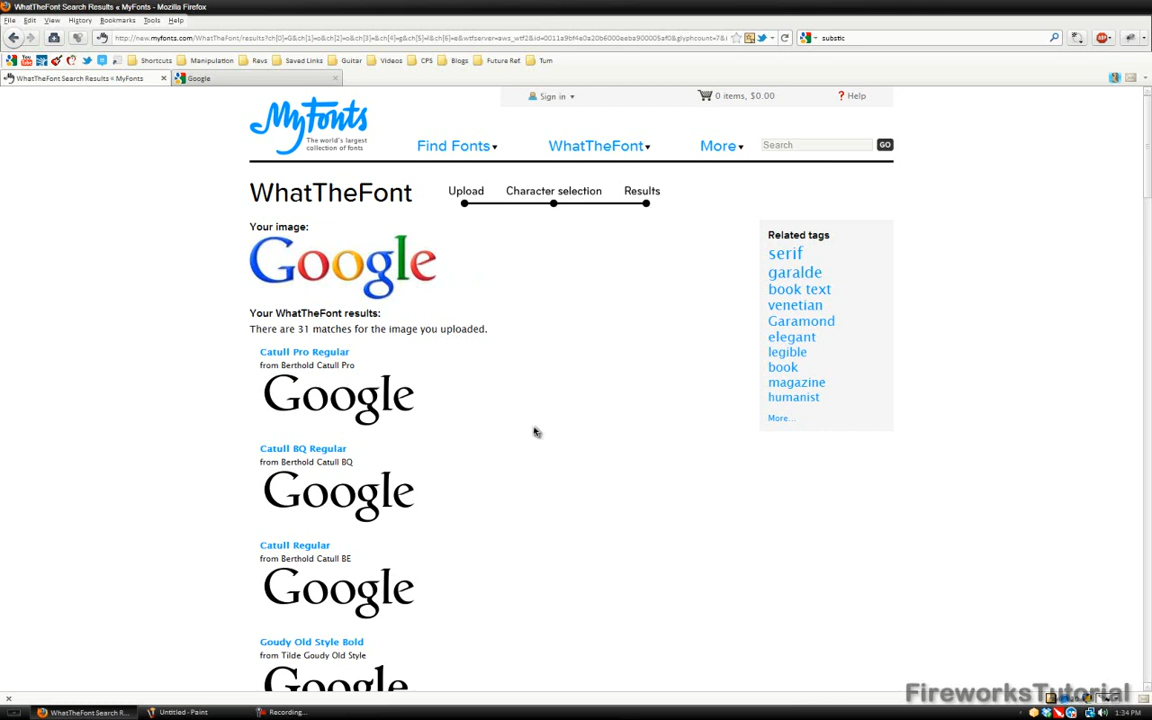 WhatTheFont Search Results « MyFonts - Mozilla Firefox
File Edit View History Bookmarks Tools Help
substic
Shortcuts Manipulation Revs Saved Links Guitar Videos CPS Blogs Future Ref. Tum
WhatTheFont Search Results « MyFonts
Google
Sign in
0 items, $0.00
Help
MyFonts
The world's largest
collection of fonts
Find Fonts
WhatTheFont
More
Search
GO
WhatTheFont
Upload
Character selection
Results
Your image:
Google
Your WhatTheFont results:
There are 31 matches for the image you uploaded.
Catull Pro Regular
from Berthold Catull Pro
Google
Catull BQ Regular
from Berthold Catull BQ
Google
Catull Regular
from Berthold Catull BE
Google
Goudy Old Style Bold
from Tilde Goudy Old Style
Google
Related tags
serif
garalde
book text
venetian
Garamond
elegant
legible
book
magazine
humanist
More...
FireworksTutorial
WhatTheFont Search R...
Untitled - Paint
Recording...
1:34 PM